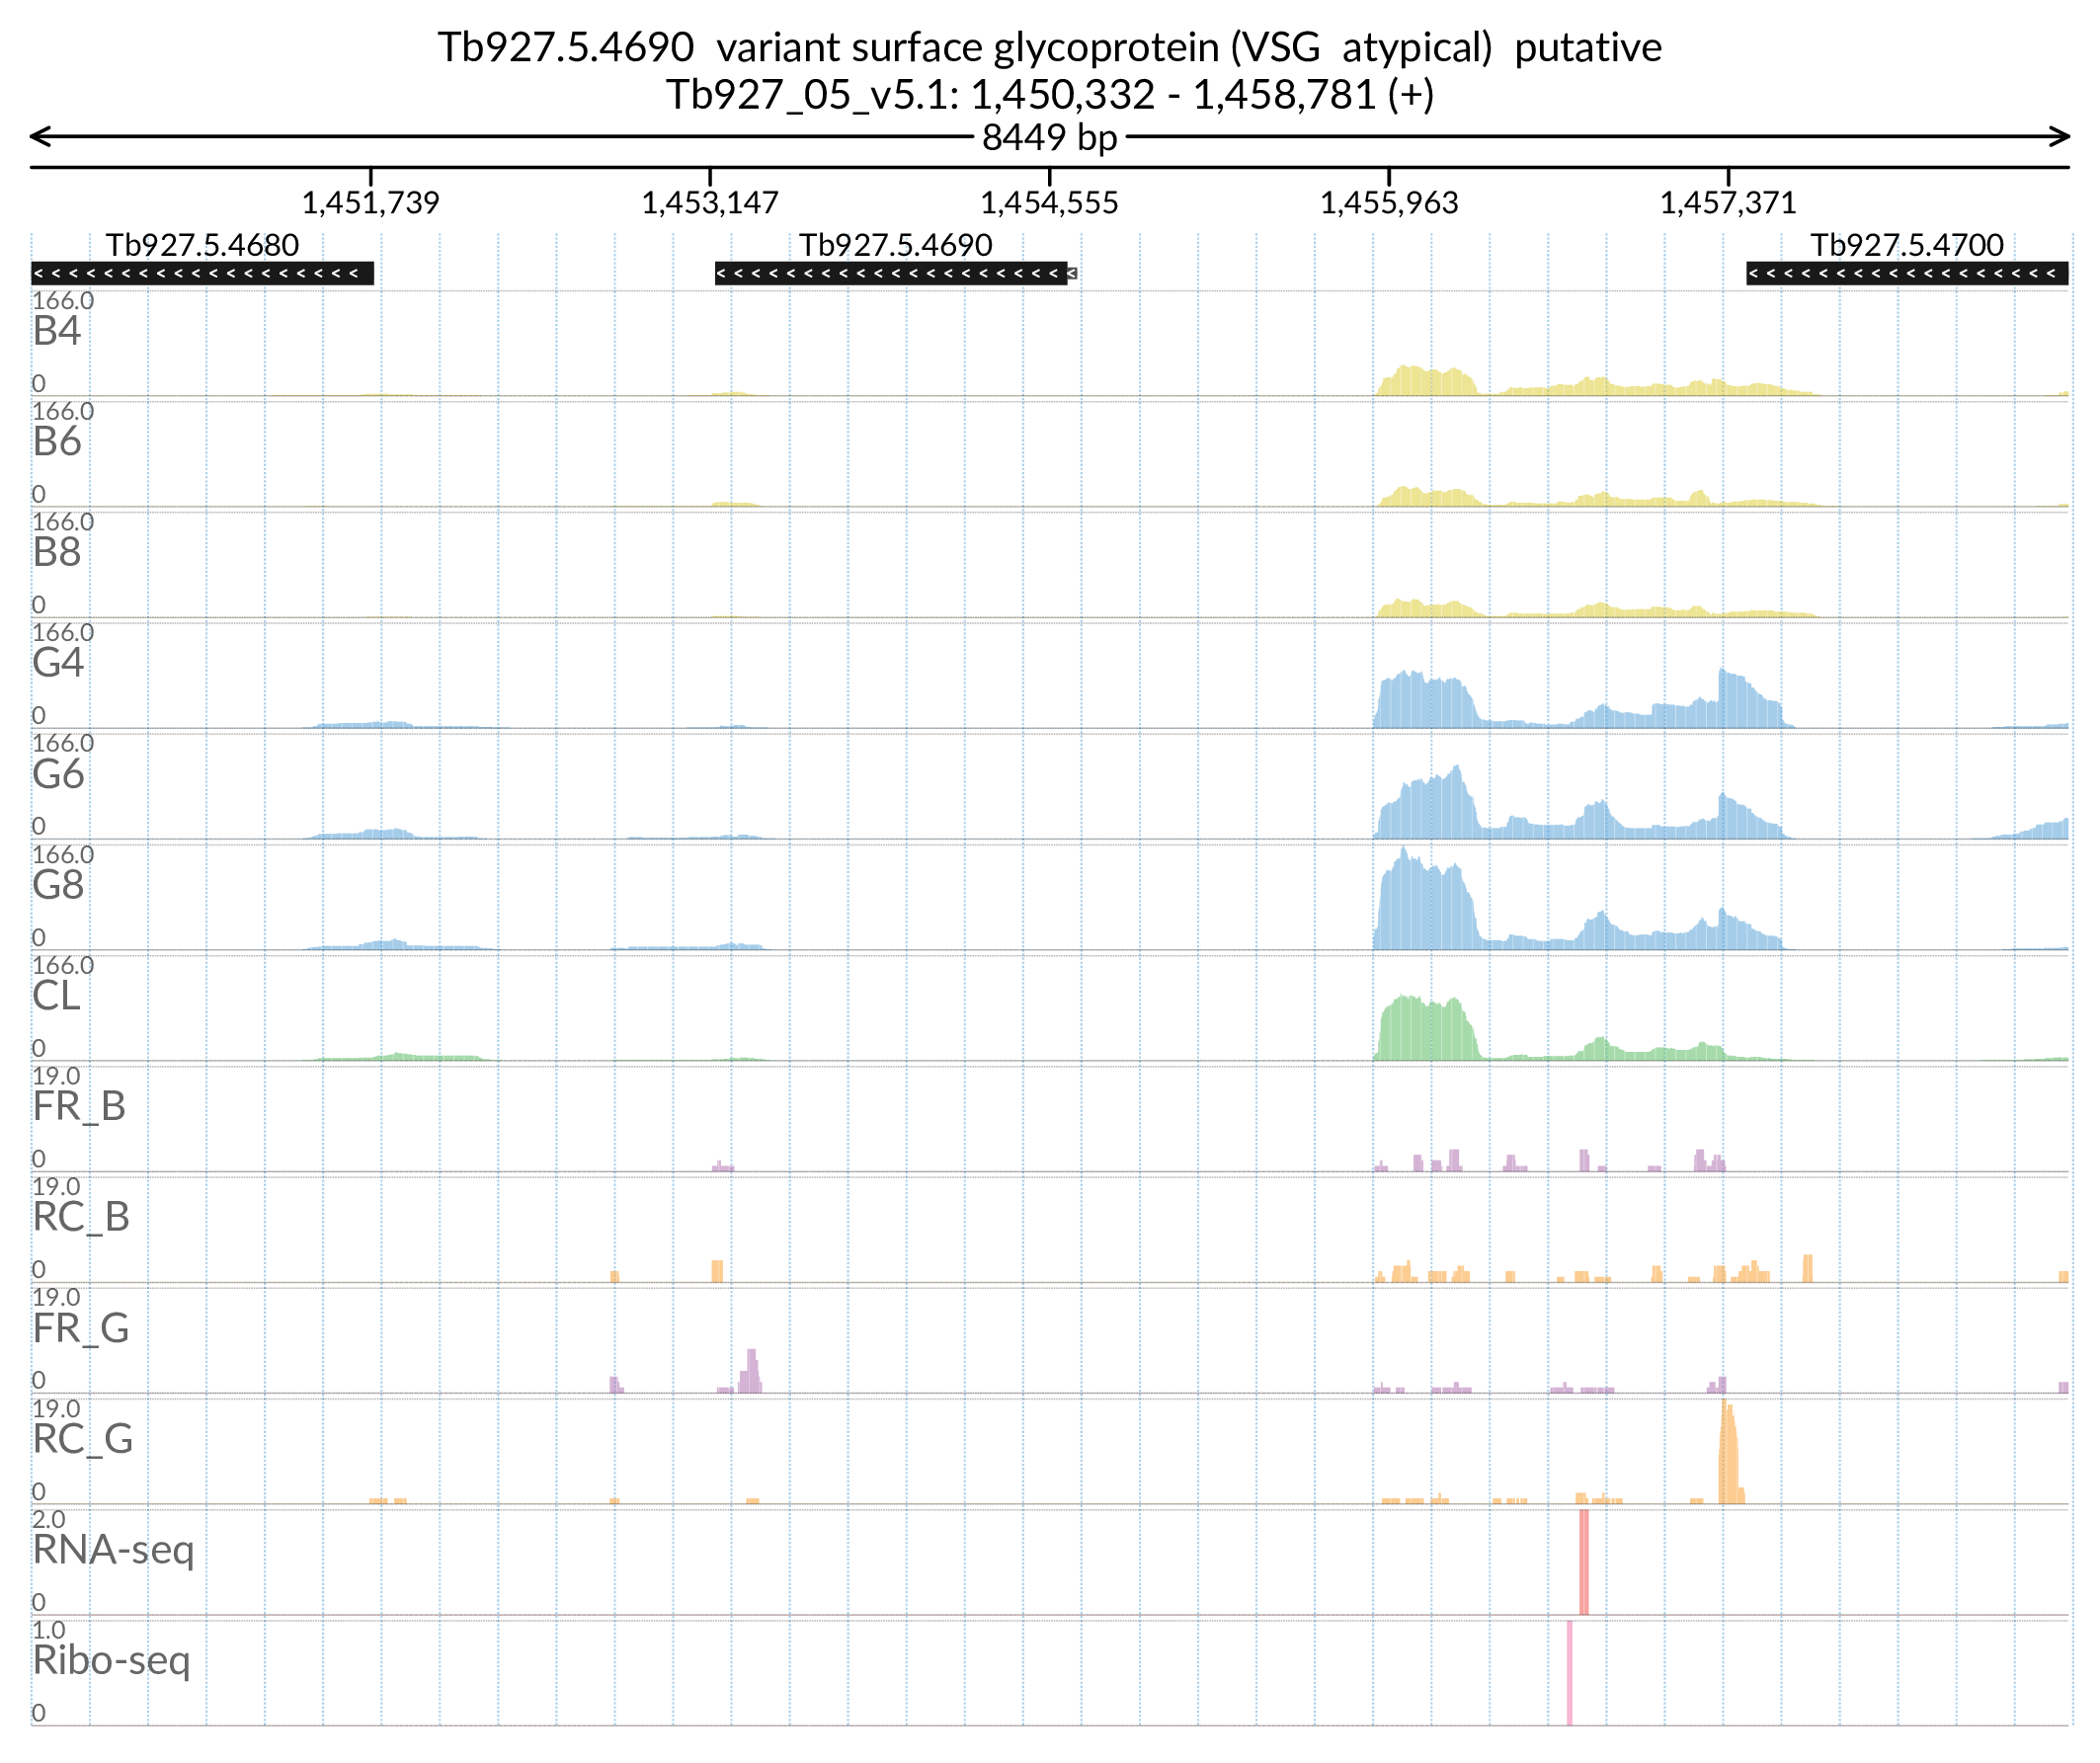 Tb927.5.4690  variant surface glycoprotein (VSG  atypical)  putative
Tb927_05_v5.1: 1,450,332 - 1,458,781 (+)
8449 bp
1,451,739 1,453,147 1,454,555 1,455,963 1,457,371
Tb927.5.4680 Tb927.5.4690 Tb927.5.4700
166.0
B4
0
166.0
B6
0
166.0
B8
0
166.0
G4
0
166.0
G6
0
166.0
G8
0
166.0
CL
0
19.0
FR_B
0
19.0
RC_B
0
19.0
FR_G
0
19.0
RC_G
0
2.0
RNA-seq
0
1.0
Ribo-seq
0